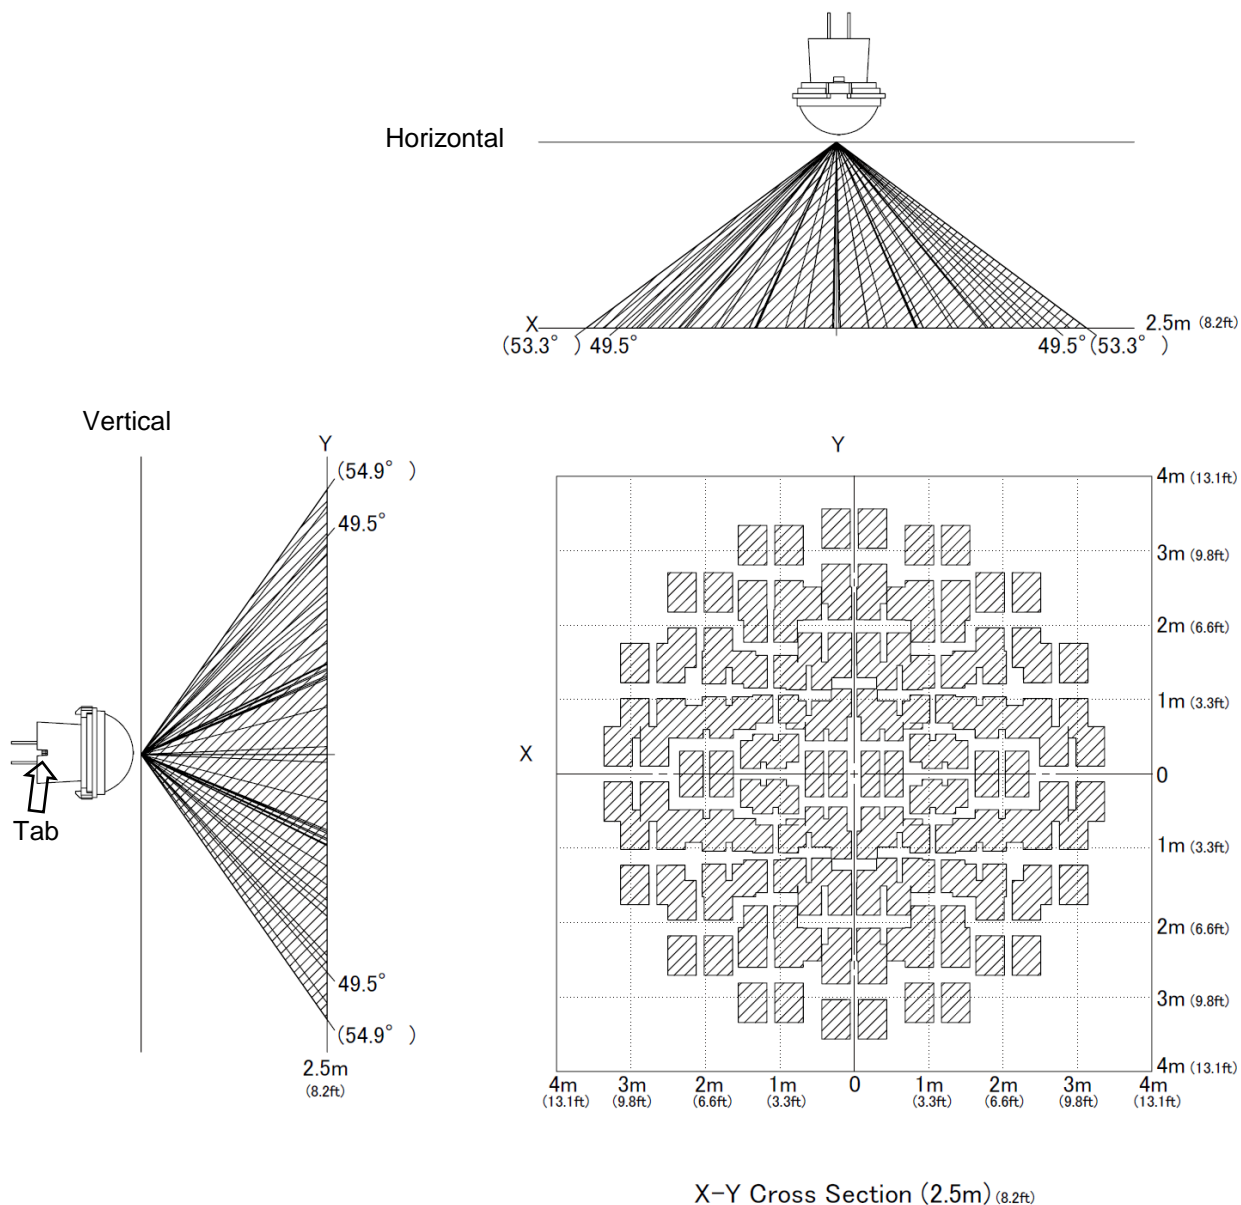 Horizontal
X
2.5m (8.2ft)
(53.3° ) 49.5°
49.5° (53.3° )
Vertical
Y
(54.9° )
49.5°
Tab
49.5°
(54.9° )
2.5m
(8.2ft)
Y
4m (13.1ft)
3m (9.8ft)
2m (6.6ft)
1m (3.3ft)
X
0
1m (3.3ft)
2m (6.6ft)
3m (9.8ft)
4m (13.1ft)
4m 3m 2m 1m 0 1m 2m 3m 4m
(13.1ft) (9.8ft) (6.6ft) (3.3ft) (3.3ft) (6.6ft) (9.8ft) (13.1ft)
X-Y Cross Section (2.5m) (8.2ft)